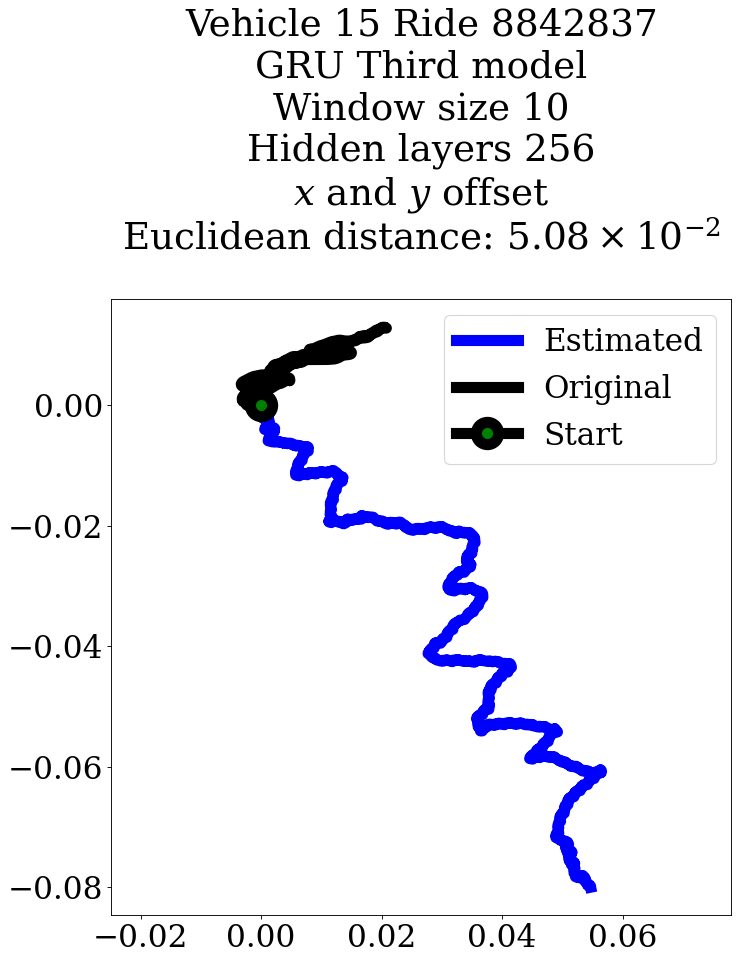 Vehicle 15 Ride 8842837
GRU Third model
Window size 10
Hidden layers 256
x and y offset
Euclidean distance: 5.08 × 10⁻²
Estimated
Original
Start
0.00
−0.02
−0.04
−0.06
−0.08
−0.02 0.00 0.02 0.04 0.06